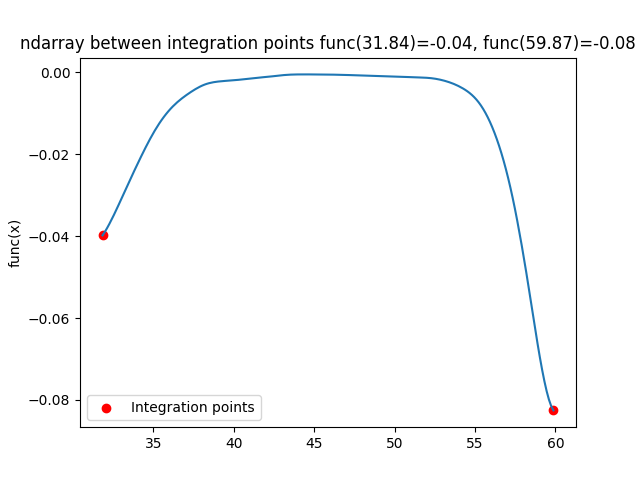 ndarray between integration points func(31.84)=-0.04, func(59.87)=-0.08
0.00
−0.02
−0.04
−0.06
−0.08
func(x)
Integration points
35 40 45 50 55 60